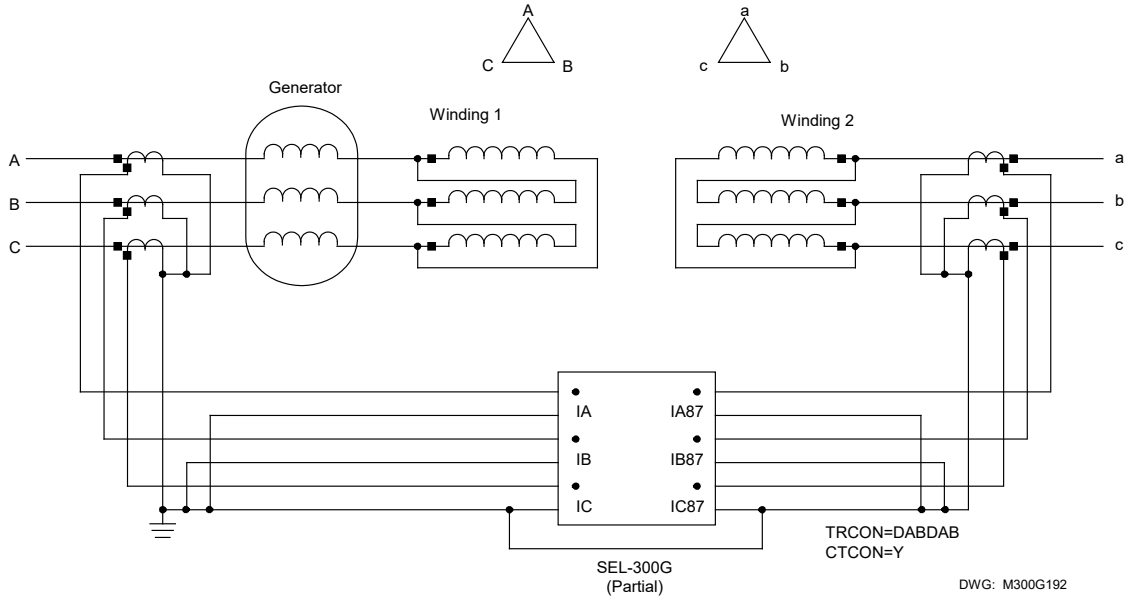 A
a
C
B
c
b
Generator
Winding 1
Winding 2
A
a
B
b
C
c
IA
IA87
IB
IB87
IC
IC87
TRCON=DABDAB
CTCON=Y
SEL-300G
(Partial)
DWG: M300G192